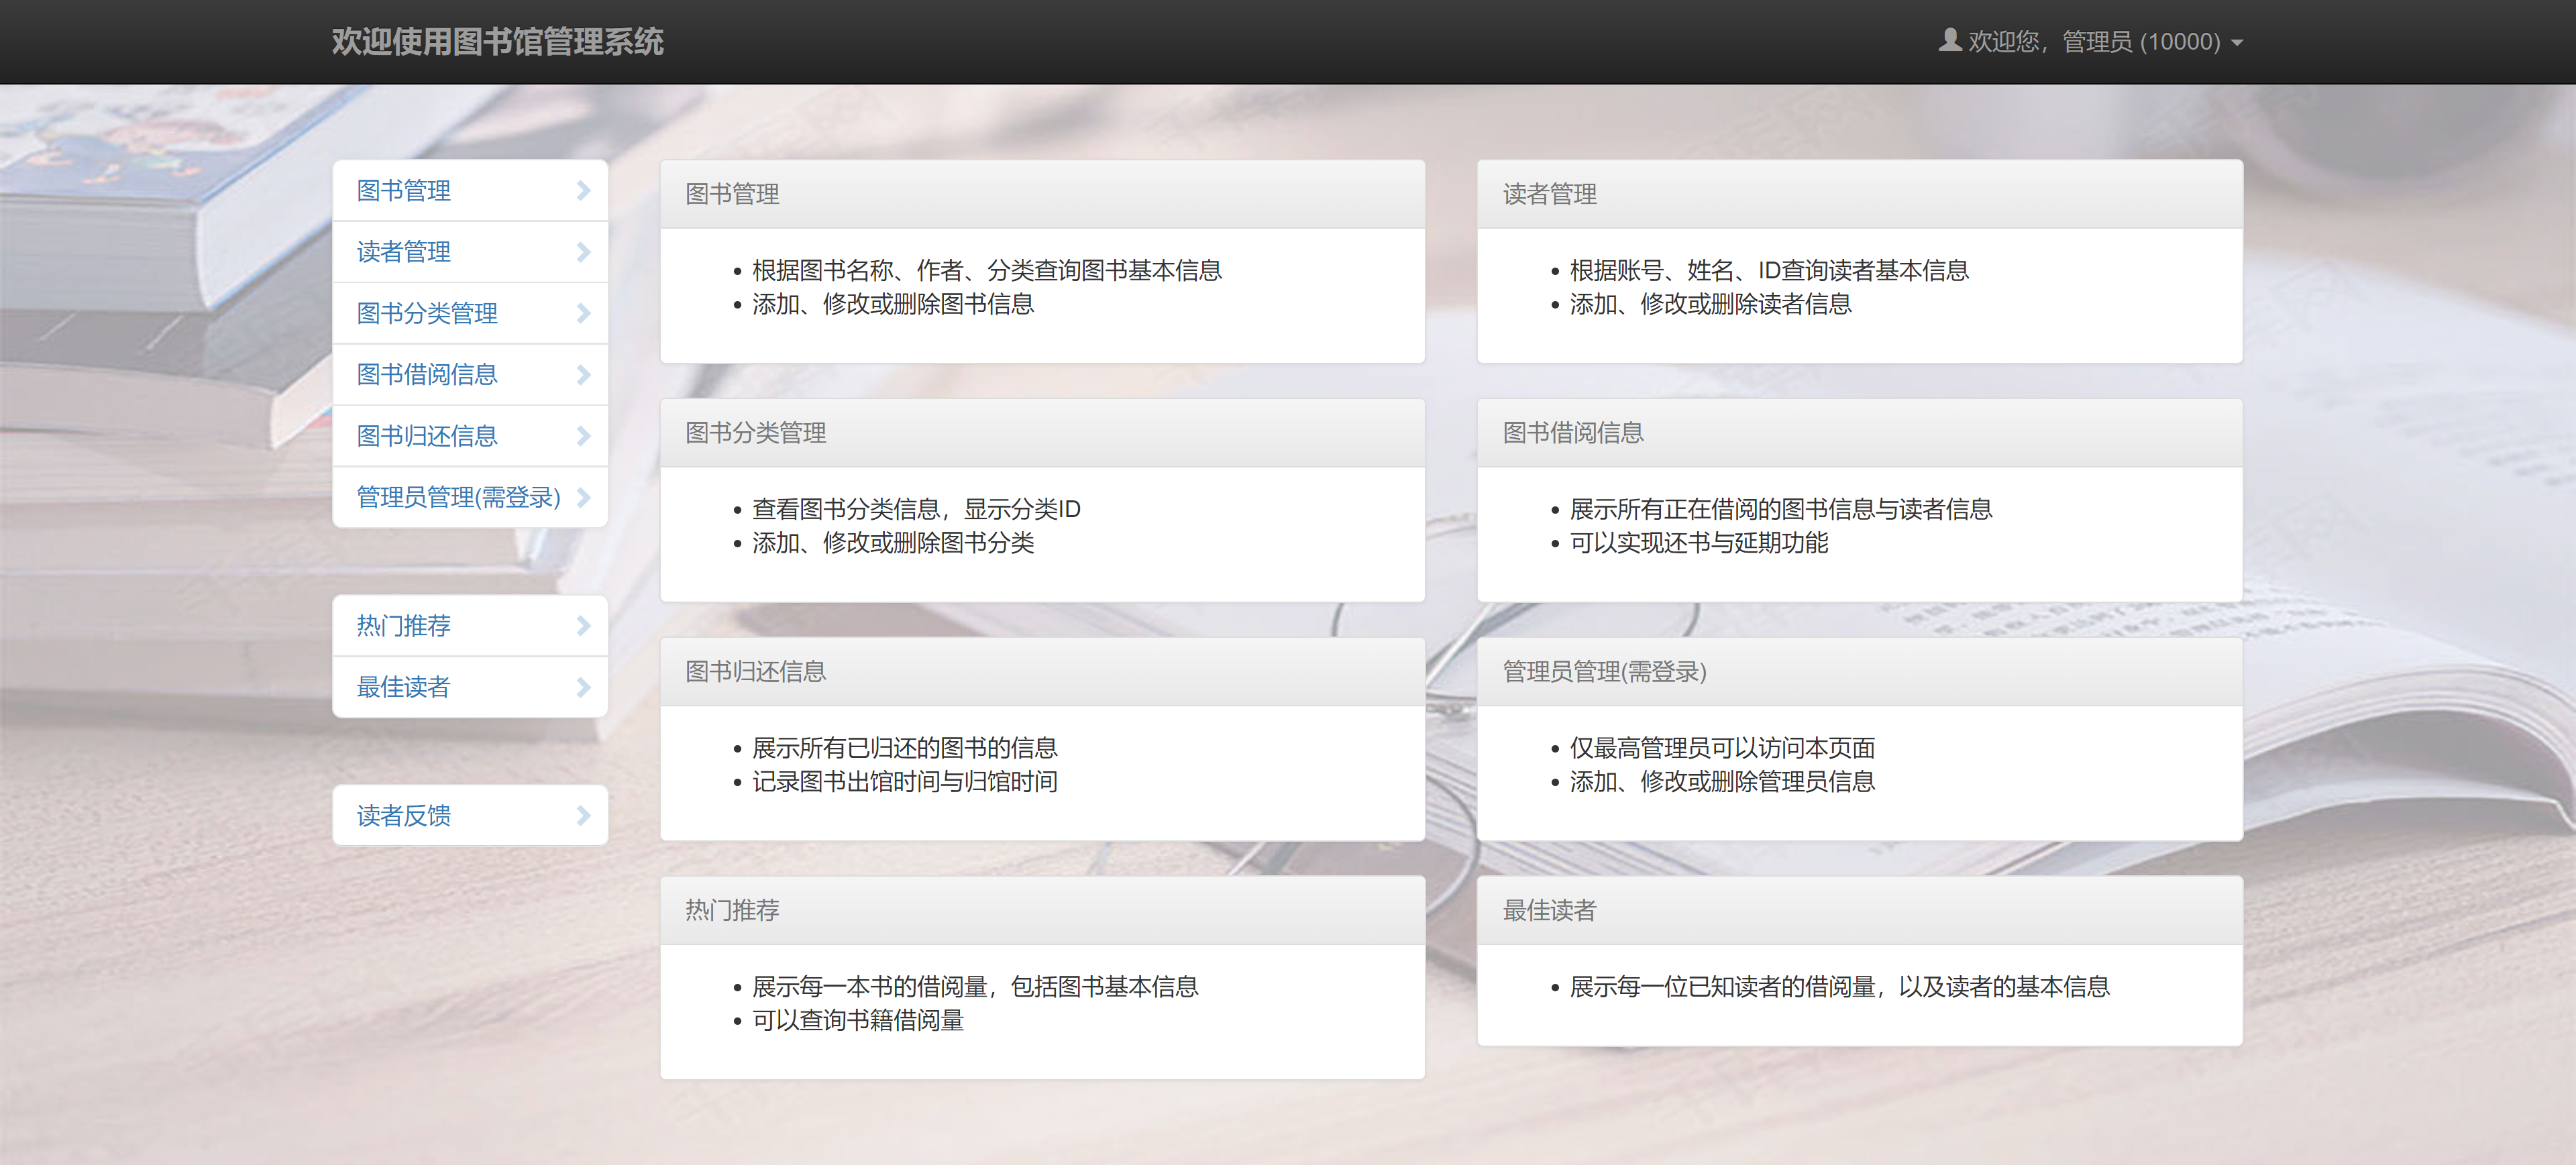 欢迎使用图书馆管理系统
欢迎您，管理员 (10000)
图书管理
读者管理
图书分类管理
图书借阅信息
图书归还信息
管理员管理(需登录)
热门推荐
最佳读者
读者反馈
图书管理
根据图书名称、作者、分类查询图书基本信息
添加、修改或删除图书信息
读者管理
根据账号、姓名、ID查询读者基本信息
添加、修改或删除读者信息
图书分类管理
查看图书分类信息，显示分类ID
添加、修改或删除图书分类
图书借阅信息
展示所有正在借阅的图书信息与读者信息
可以实现还书与延期功能
图书归还信息
展示所有已归还的图书的信息
记录图书出馆时间与归馆时间
管理员管理(需登录)
仅最高管理员可以访问本页面
添加、修改或删除管理员信息
热门推荐
展示每一本书的借阅量，包括图书基本信息
可以查询书籍借阅量
最佳读者
展示每一位已知读者的借阅量，以及读者的基本信息